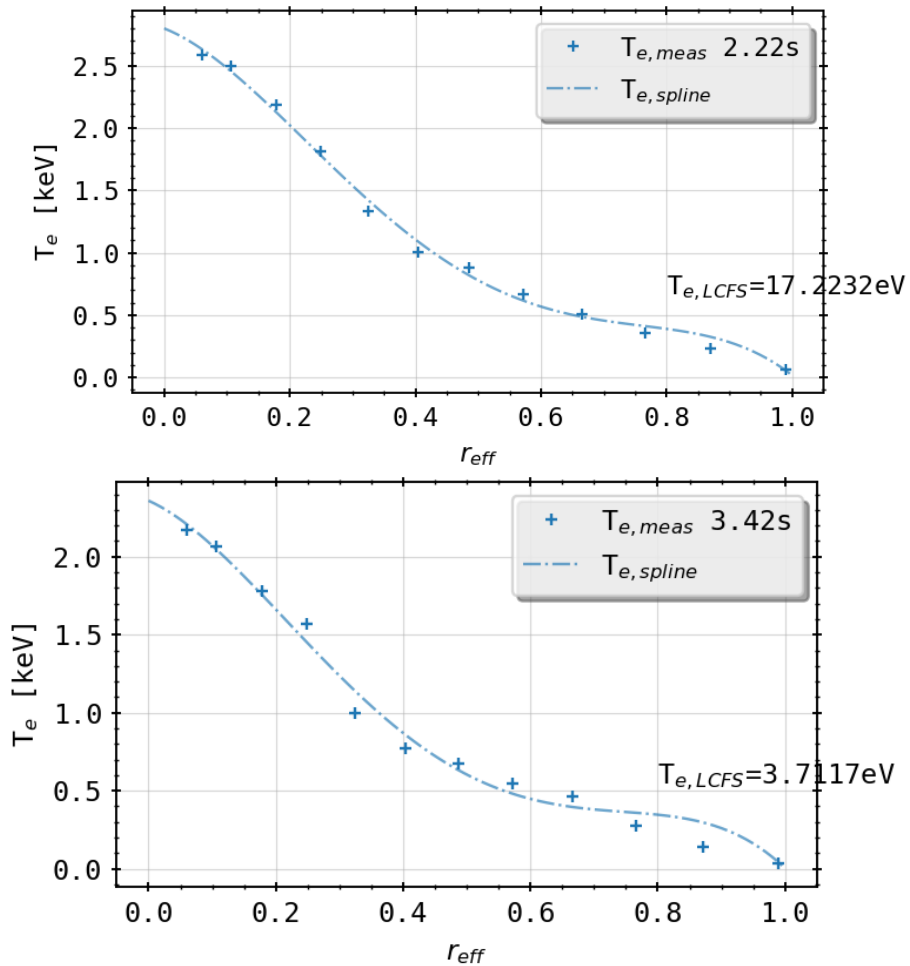 T_e,meas 2.22s
T_e,spline
2.5
2.0
1.5
1.0
0.5
0.0
T_e [keV]
T_e,LCFS=17.2232eV
0.0 0.2 0.4 0.6 0.8 1.0
r_eff
T_e,meas 3.42s
T_e,spline
2.0
1.5
1.0
0.5
0.0
T_e [keV]
T_e,LCFS=3.7117eV
0.0 0.2 0.4 0.6 0.8 1.0
r_eff